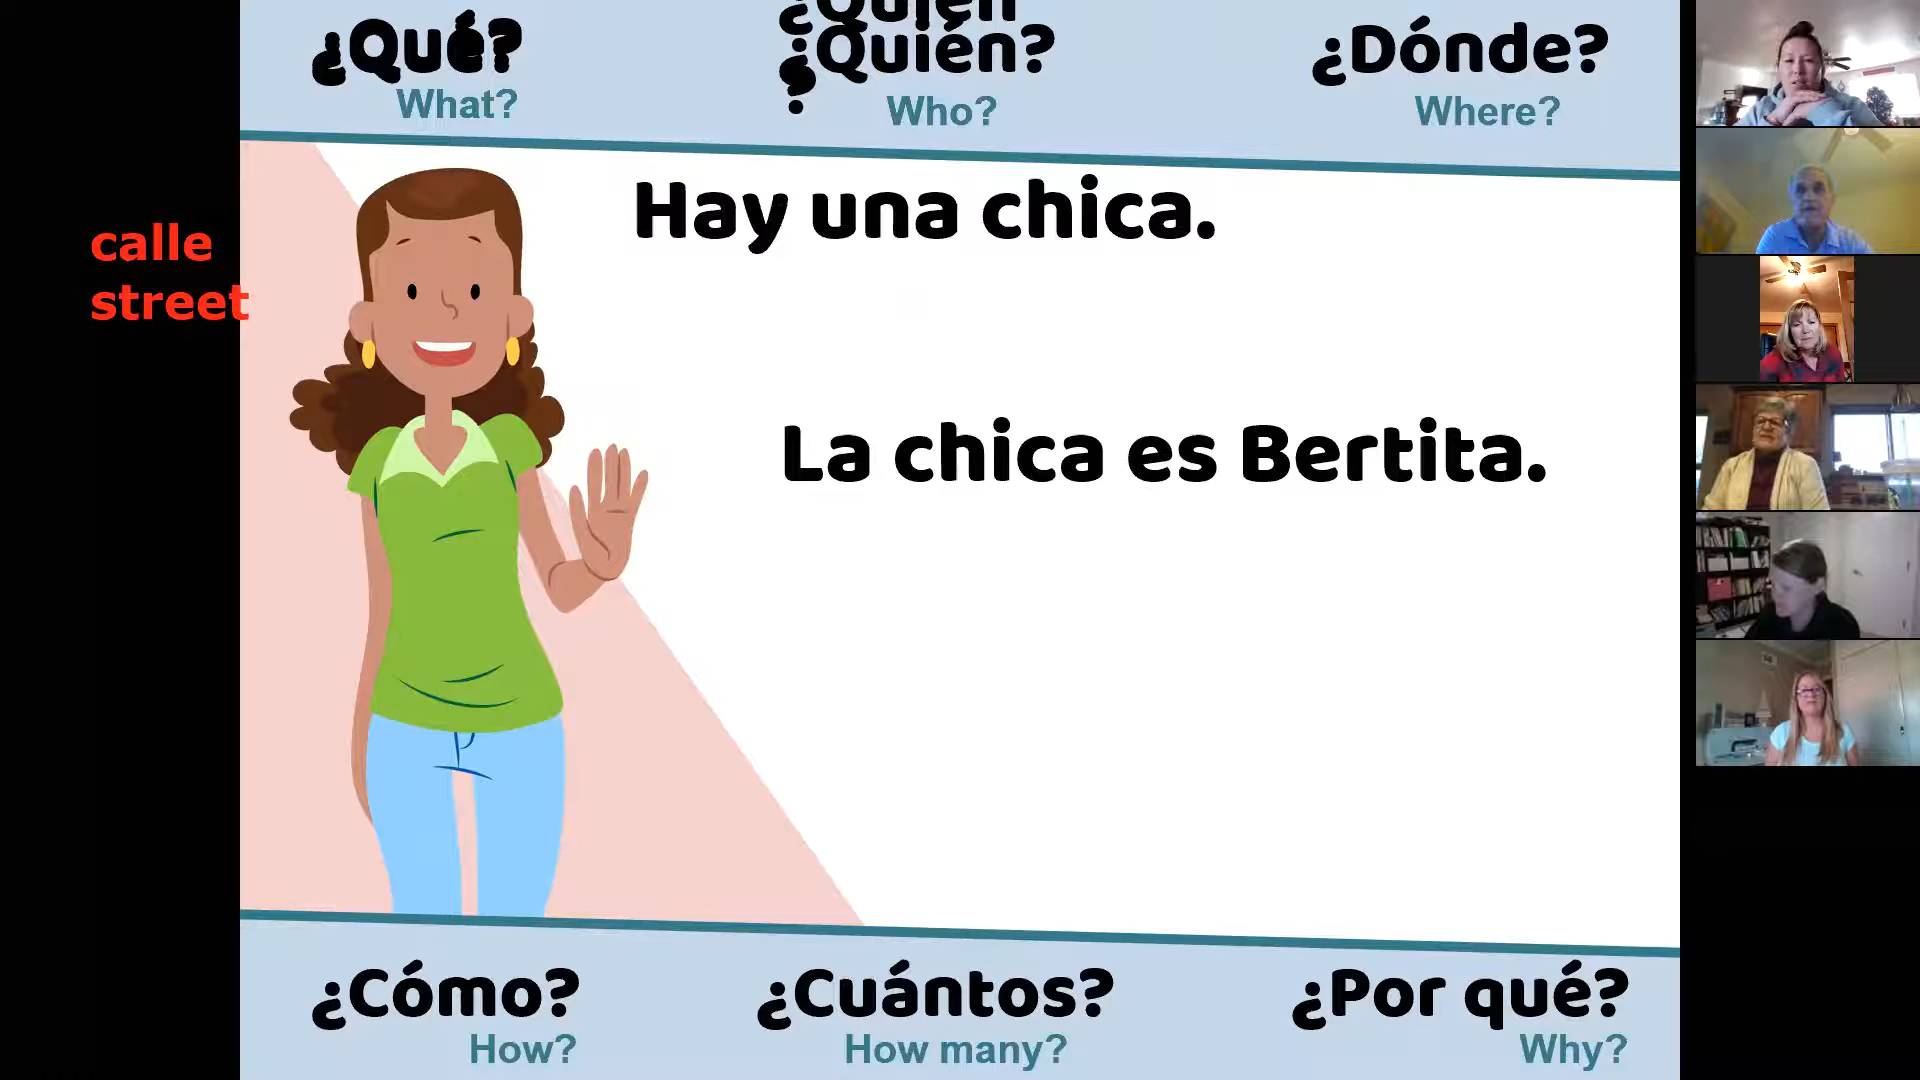 ¿Quién
?
¿Qué?
What?
¿Quién?
Who?
¿Dónde?
Where?
calle
street
Hay una chica.
La chica es Bertita.
¿Cómo?
How?
¿Cuántos?
How many?
¿Por qué?
Why?